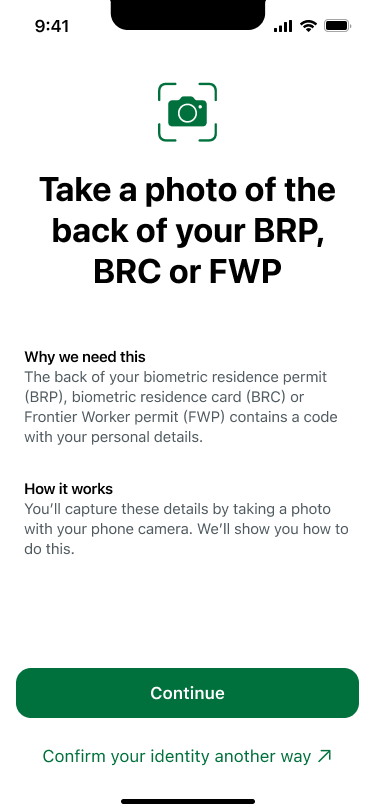 9:41
Take a photo of the
back of your BRP,
BRC or FWP
Why we need this
The back of your biometric residence permit
(BRP), biometric residence card (BRC) or
Frontier Worker permit (FWP) contains a code
with your personal details.
How it works
You’ll capture these details by taking a photo
with your phone camera. We’ll show you how to
do this.
Continue
Confirm your identity another way